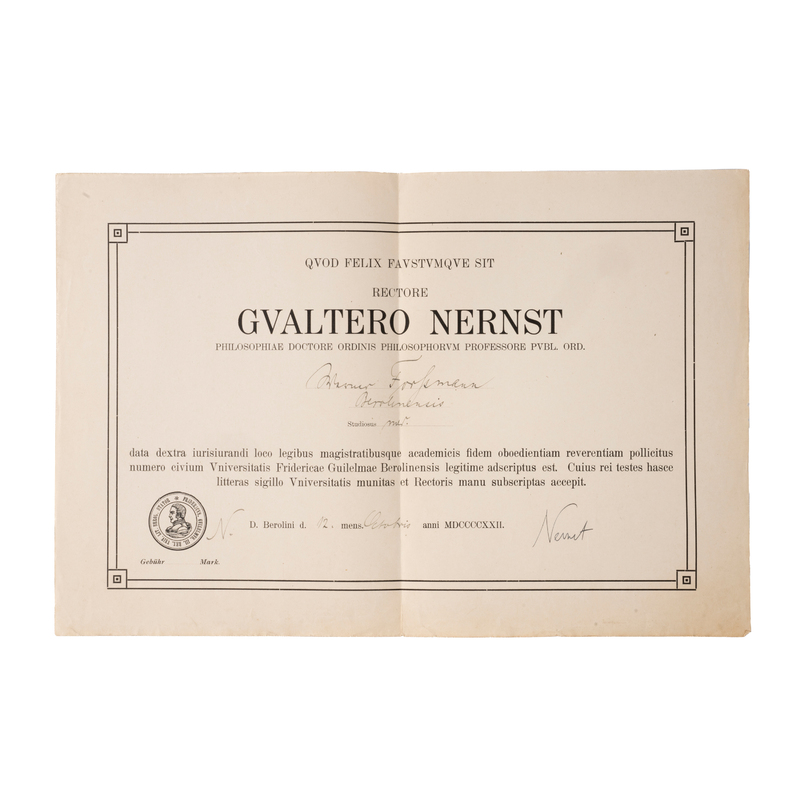 QVOD FELIX FAVSTVMQVE SIT
RECTORE
GVALTERO NERNST
PHILOSOPHIAE DOCTORE ORDINIS PHILOSOPHORVM PROFESSORE PVBL. ORD.
Werner Forßmann
Berolinensis
Studiosus med.
data dextra iurisiurandi loco legibus magistratibusque academicis fidem oboedientiam reverentiam pollicitus
numero civium Vniversitatis Fridericae Guilelmae Berolinensis legitime adscriptus est. Cuius rei testes hasce
litteras sigillo Vniversitatis munitas et Rectoris manu subscriptas accepit.
N. D. Berolini d. 12. mens. Octobris anni MDCCCCXXII. Nernst
Gebühr Mark.